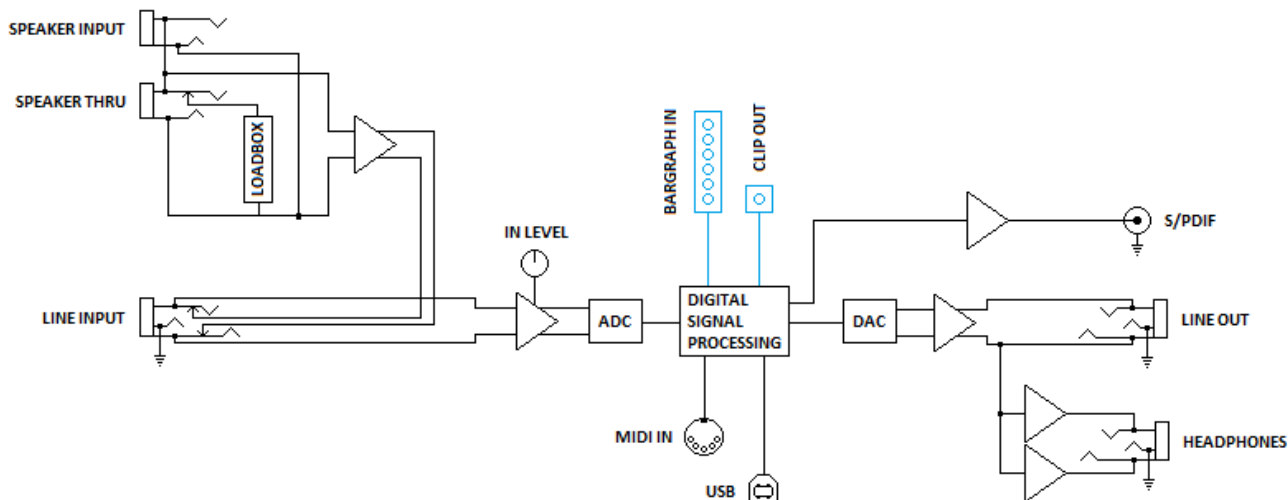 SPEAKER INPUT
SPEAKER THRU
LOADBOX
BARGRAPH IN
CLIP OUT
S/PDIF
IN LEVEL
LINE INPUT
ADC
DIGITAL
SIGNAL
PROCESSING
DAC
LINE OUT
MIDI IN
HEADPHONES
USB